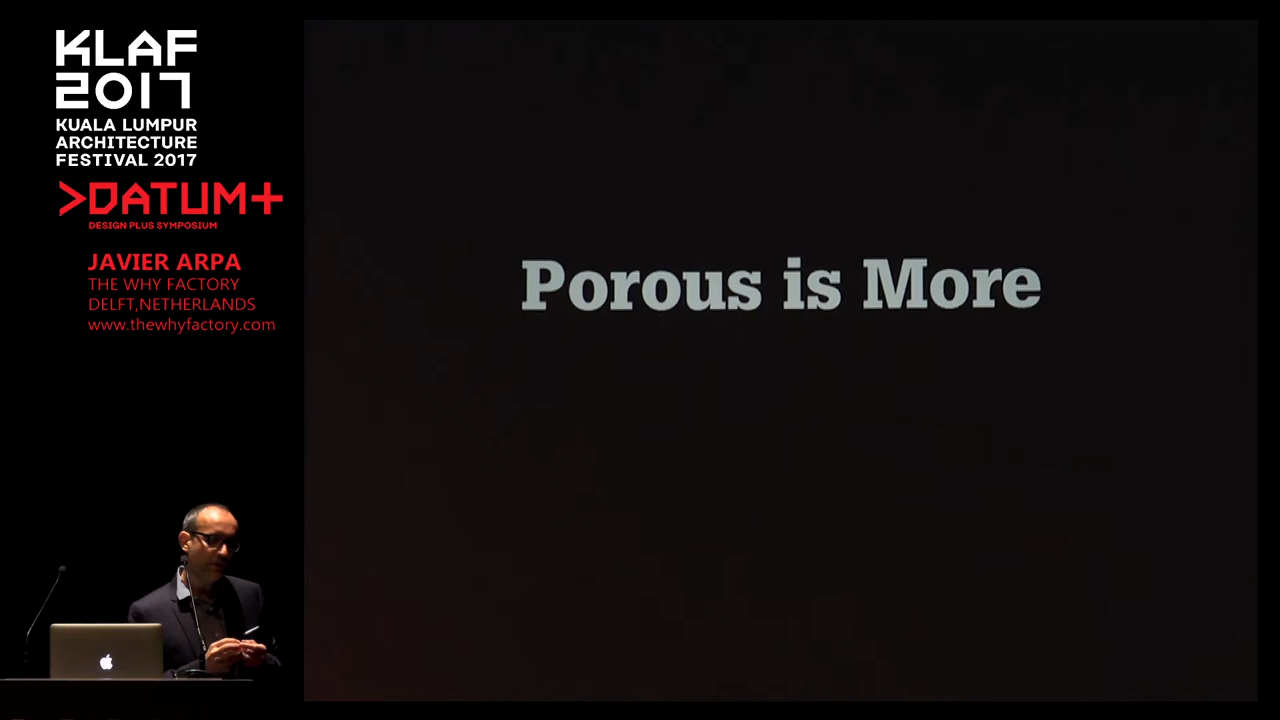 KLAF
2017
KUALA LUMPUR
ARCHITECTURE
FESTIVAL 2017
>DATUM+
DESIGN PLUS SYMPOSIUM
JAVIER ARPA
THE WHY FACTORY
DELFT,NETHERLANDS
www.thewhyfactory.com
Porous is More